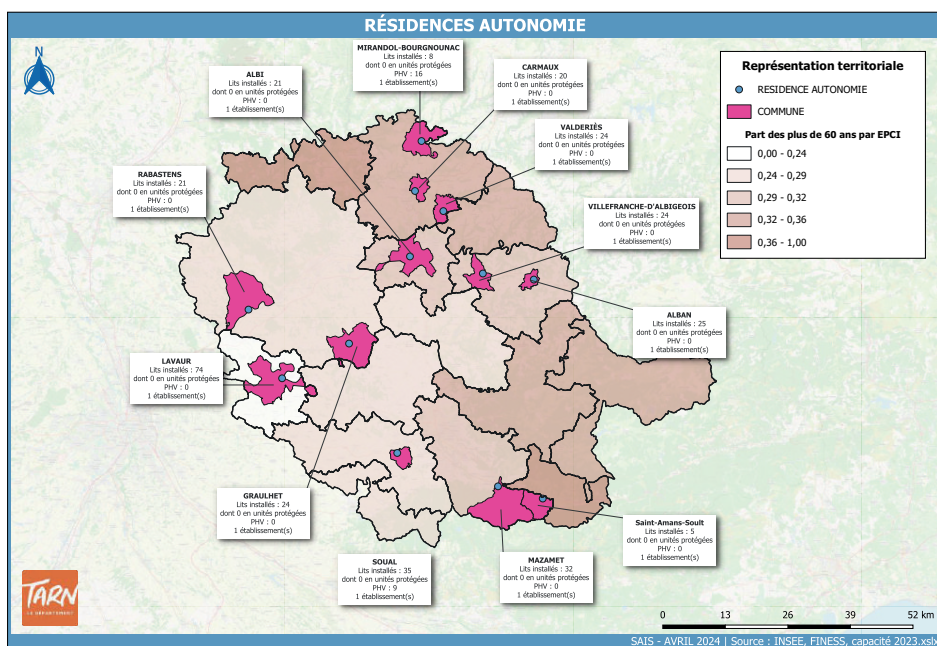 RÉSIDENCES AUTONOMIE
N
MIRANDOL-BOURGNOUNAC
Lits installés : 8
dont 0 en unités protégées
PHV : 16
1 établissement(s)
ALBI
Lits installés : 21
dont 0 en unités protégées
PHV : 0
1 établissement(s)
CARMAUX
Lits installés : 20
dont 0 en unités protégées
PHV : 0
1 établissement(s)
VALDERIÈS
Lits installés : 24
dont 0 en unités protégées
PHV : 0
1 établissement(s)
RABASTENS
Lits installés : 21
dont 0 en unités protégées
PHV : 0
1 établissement(s)
VILLEFRANCHE-D'ALBIGEOIS
Lits installés : 24
dont 0 en unités protégées
PHV : 0
1 établissement(s)
ALBAN
Lits installés : 25
dont 0 en unités protégées
PHV : 0
1 établissement(s)
LAVAUR
Lits installés : 74
dont 0 en unités protégées
PHV : 0
1 établissement(s)
GRAULHET
Lits installés : 24
dont 0 en unités protégées
PHV : 0
1 établissement(s)
Saint-Amans-Soult
Lits installés : 5
dont 0 en unités protégées
PHV : 0
1 établissement(s)
SOUAL
Lits installés : 35
dont 0 en unités protégées
PHV : 9
1 établissement(s)
MAZAMET
Lits installés : 32
dont 0 en unités protégées
PHV : 0
1 établissement(s)
Représentation territoriale
RESIDENCE AUTONOMIE
COMMUNE
Part des plus de 60 ans par EPCI
0,00 - 0,24
0,24 - 0,29
0,29 - 0,32
0,32 - 0,36
0,36 - 1,00
TARN
LE DÉPARTEMENT
0 13 26 39 52 km
SAIS - AVRIL 2024 | Source : INSEE, FINESS, capacité 2023.xslx